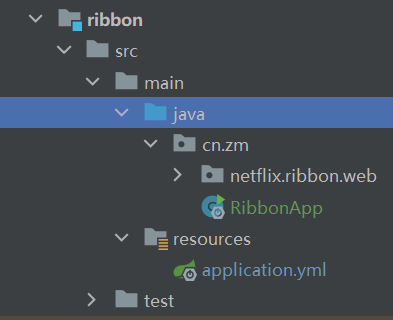 ribbon
src
main
java
cn.zm
netflix.ribbon.web
RibbonApp
resources
application.yml
test